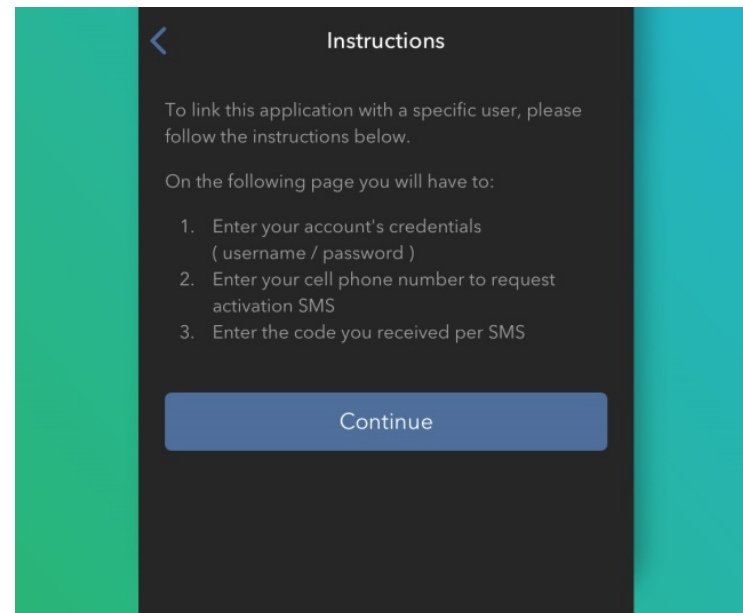 Instructions
To link this application with a specific user, please
follow the instructions below.
On the following page you will have to:
1. Enter your account's credentials
( username / password )
2. Enter your cell phone number to request
activation SMS
3. Enter the code you received per SMS
Continue